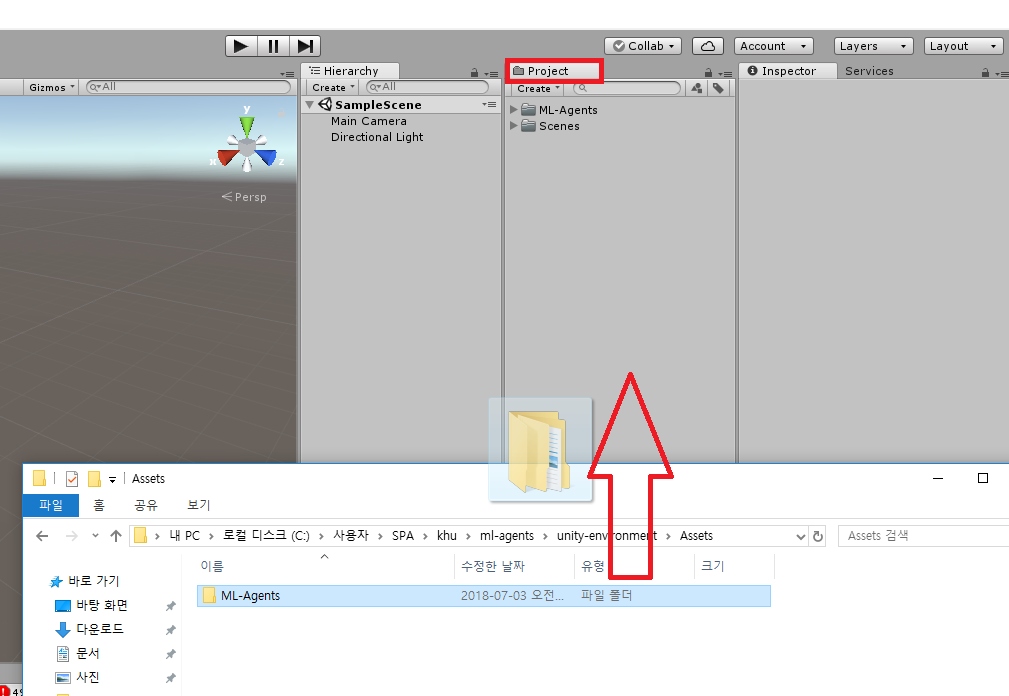 Collab
Account
Layers
Layout
Hierarchy
Project
Inspector
Services
Gizmos
All
Create
All
Create
SampleScene
Main Camera
Directional Light
ML-Agents
Scenes
y
x
z
Persp
Assets
파일
홈
공유
보기
내 PC
로컬 디스크 (C:)
사용자
SPA
khu
ml-agents
unity-environment
Assets
Assets 검색
이름
수정한 날짜
유형
크기
바로 가기
ML-Agents
2018-07-03 오전...
파일 폴더
바탕 화면
다운로드
문서
사진